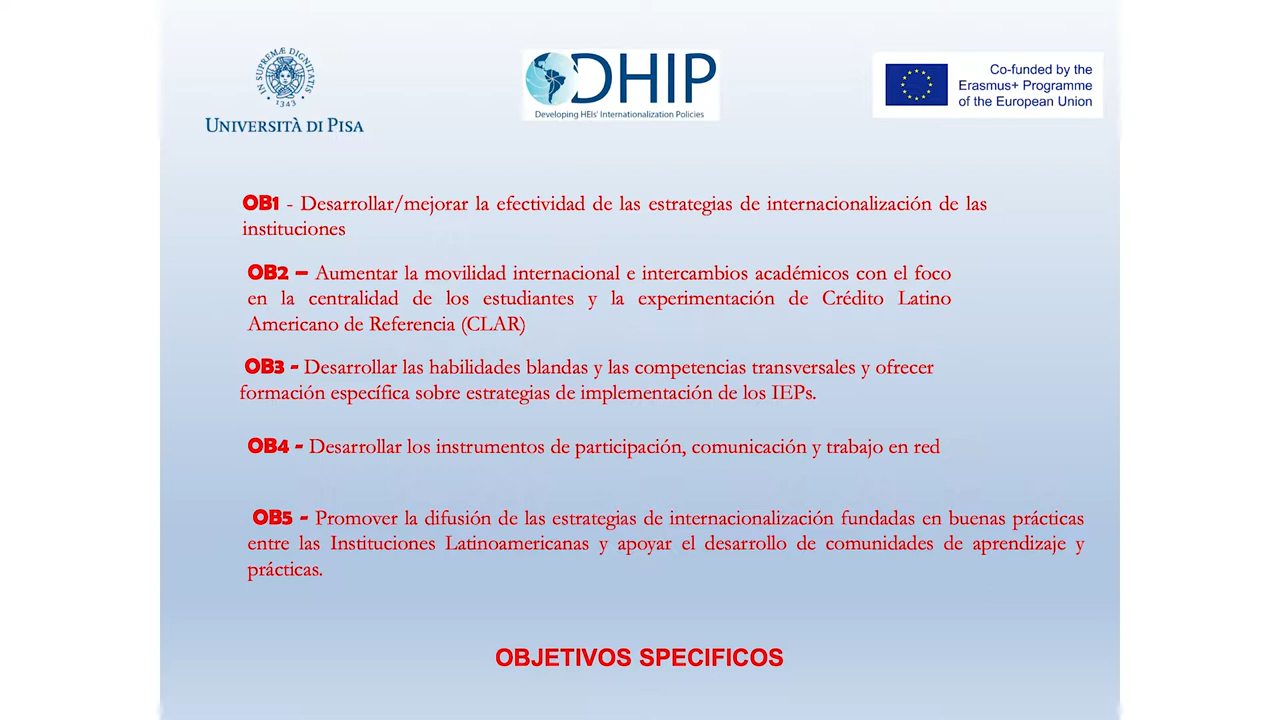 IN SUPREMÆ DIGNITATIS
1343
UNIVERSITÀ DI PISA
DHIP
Developing HEIs' Internationalization Policies
Co-funded by the
Erasmus+ Programme
of the European Union
OB1 - Desarrollar/mejorar la efectividad de las estrategias de internacionalización de las
instituciones
OB2 – Aumentar la movilidad internacional e intercambios académicos con el foco
en la centralidad de los estudiantes y la experimentación de Crédito Latino
Americano de Referencia (CLAR)
OB3 - Desarrollar las habilidades blandas y las competencias transversales y ofrecer
formación específica sobre estrategias de implementación de los IEPs.
OB4 - Desarrollar los instrumentos de participación, comunicación y trabajo en red
OB5 - Promover la difusión de las estrategias de internacionalización fundadas en buenas prácticas
entre las Instituciones Latinoamericanas y apoyar el desarrollo de comunidades de aprendizaje y
prácticas.
OBJETIVOS SPECIFICOS